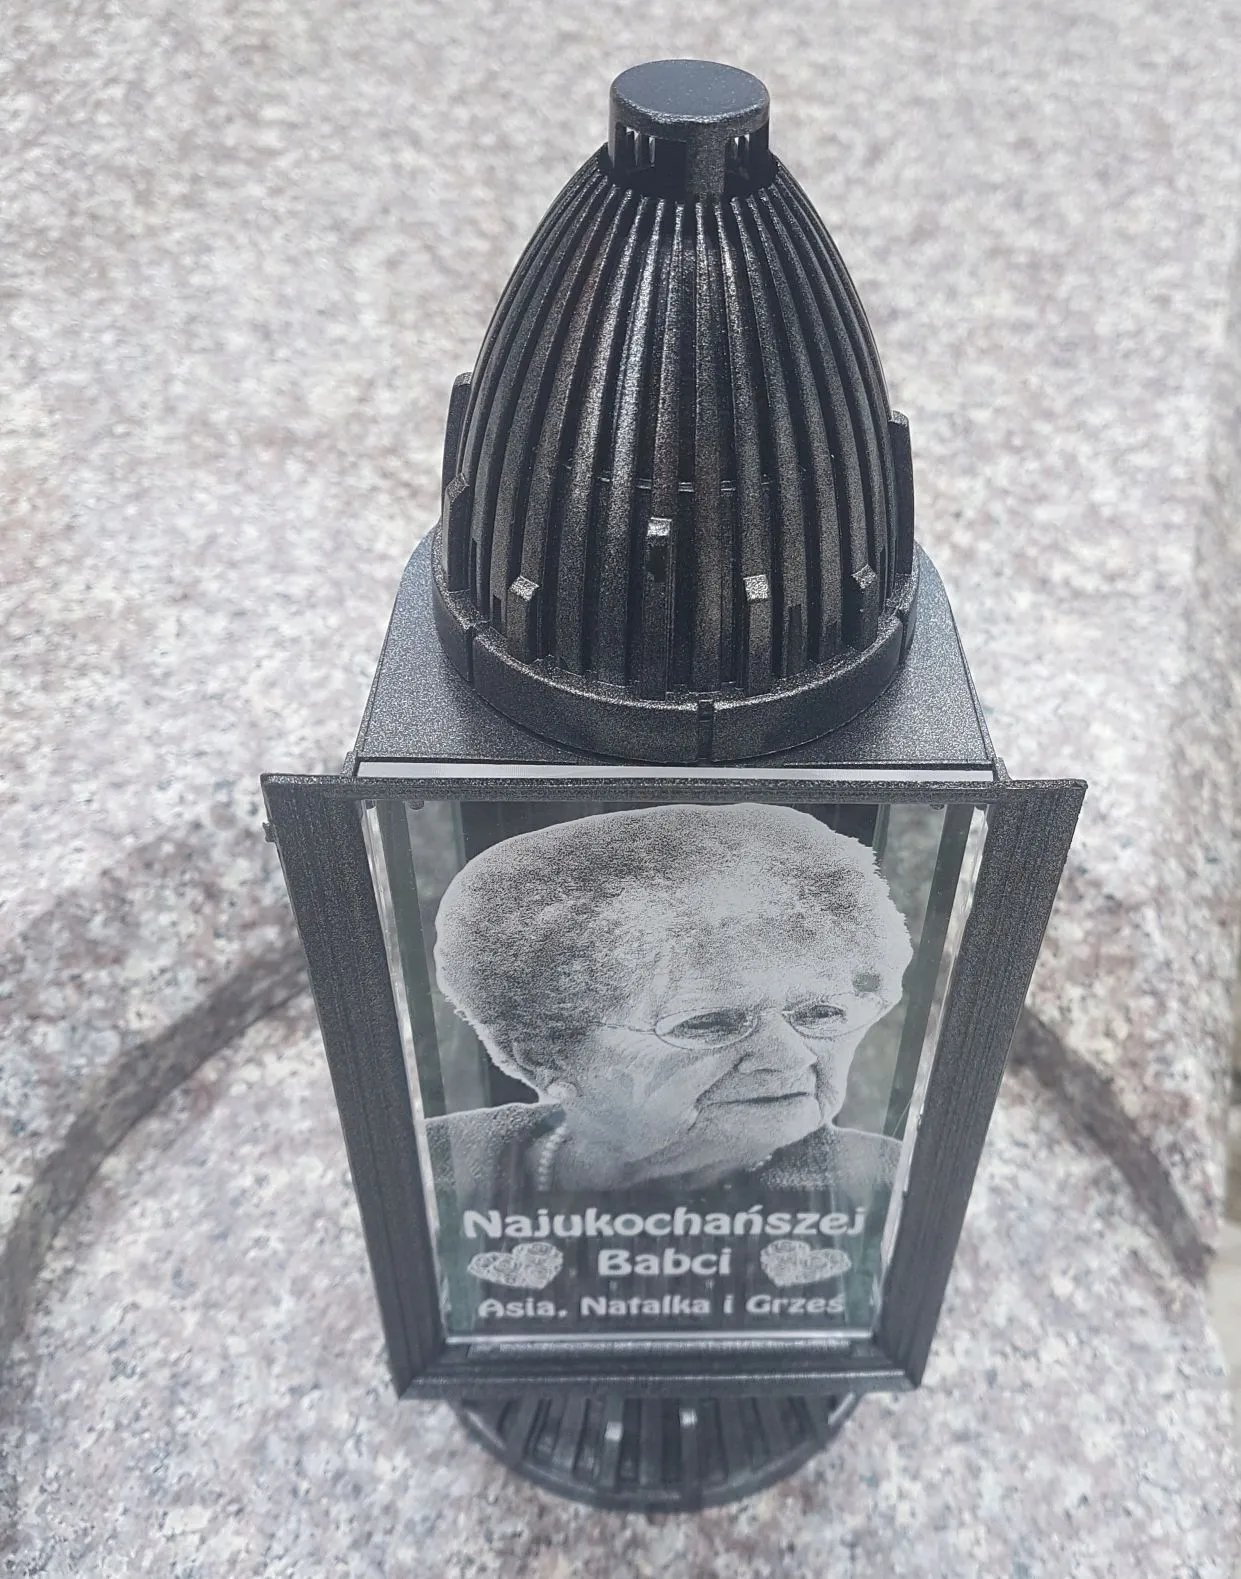 Najukochańszej
Babci
Asia, Natalka i Grześ